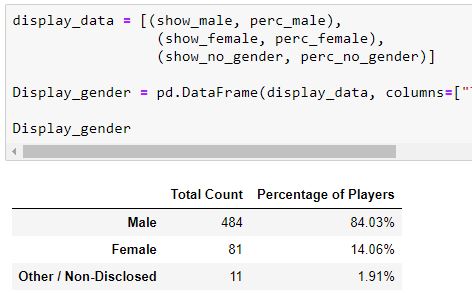 display_data = [(show_male, perc_male),
(show_female, perc_female),
(show_no_gender, perc_no_gender)]
Display_gender = pd.DataFrame(display_data, columns=["
Display_gender
Total Count Percentage of Players
Male 484 84.03%
Female 81 14.06%
Other / Non-Disclosed 11 1.91%